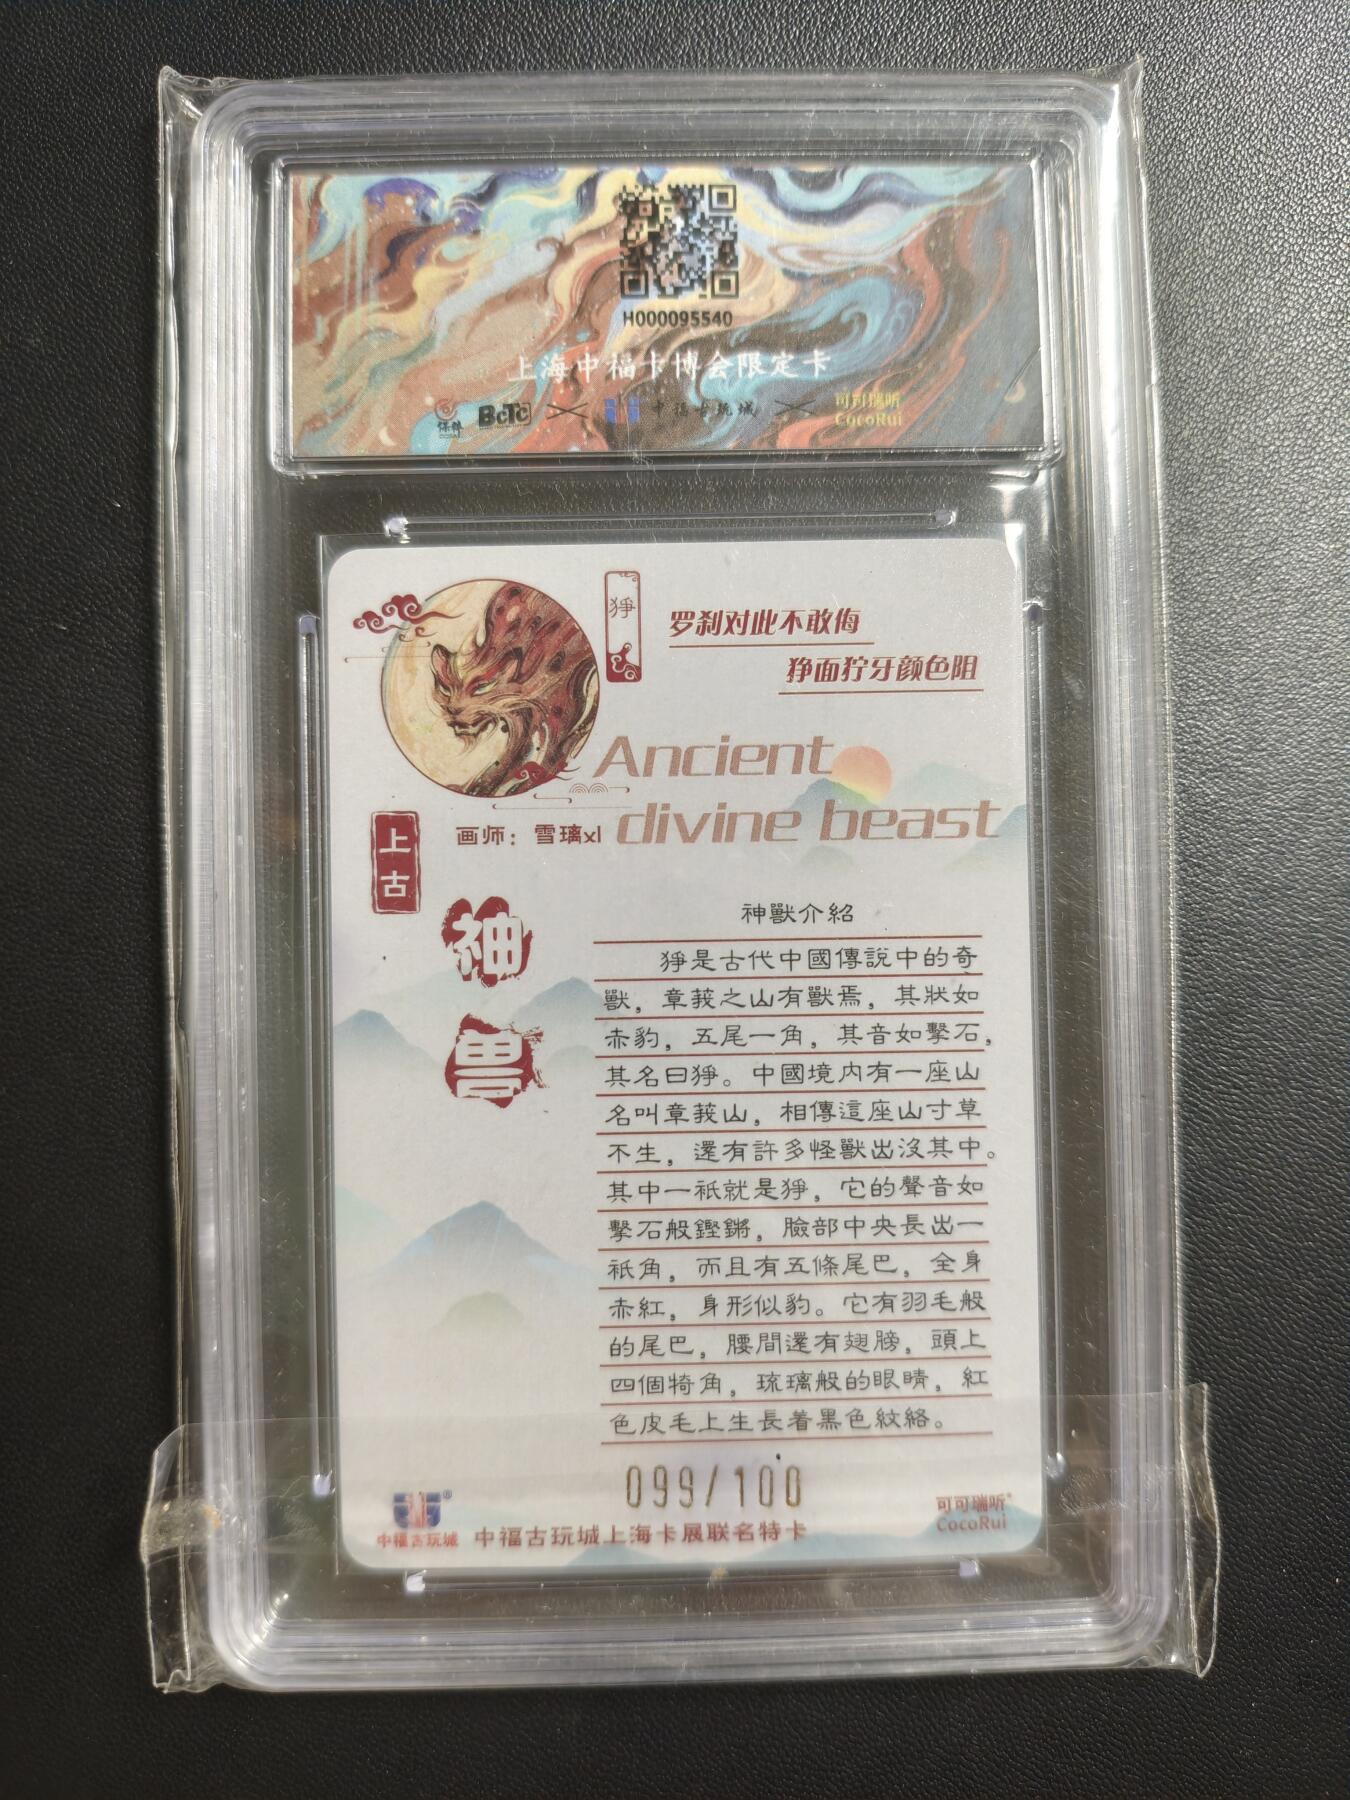 H000095540
上海中福卡博会限定卡
保粹 BCTC 中福古玩城 可可瑞听
CocoRui
狰
罗刹对此不敢侮
狰面狞牙颜色阻
Ancient
divine beast
上古
画师：雪璃xl
神兽
神獸介紹
猙是古代中國傳說中的奇
獸，章莪之山有獸焉，其狀如
赤豹，五尾一角，其音如擊石，
其名曰猙。中國境內有一座山
名叫章莪山，相傳這座山寸草
不生，還有許多怪獸出沒其中。
其中一祇就是猙，它的聲音如
擊石般鏗鏘，臉部中央長出一
祇角，而且有五條尾巴，全身
赤紅，身形似豹。它有羽毛般
的尾巴，腰間還有翅膀，頭上
四個犄角，琉璃般的眼睛，紅
色皮毛上生長着黑色紋絡。
099/100
中福古玩城
中福古玩城上海卡展联名特卡
可可瑞听
CocoRui